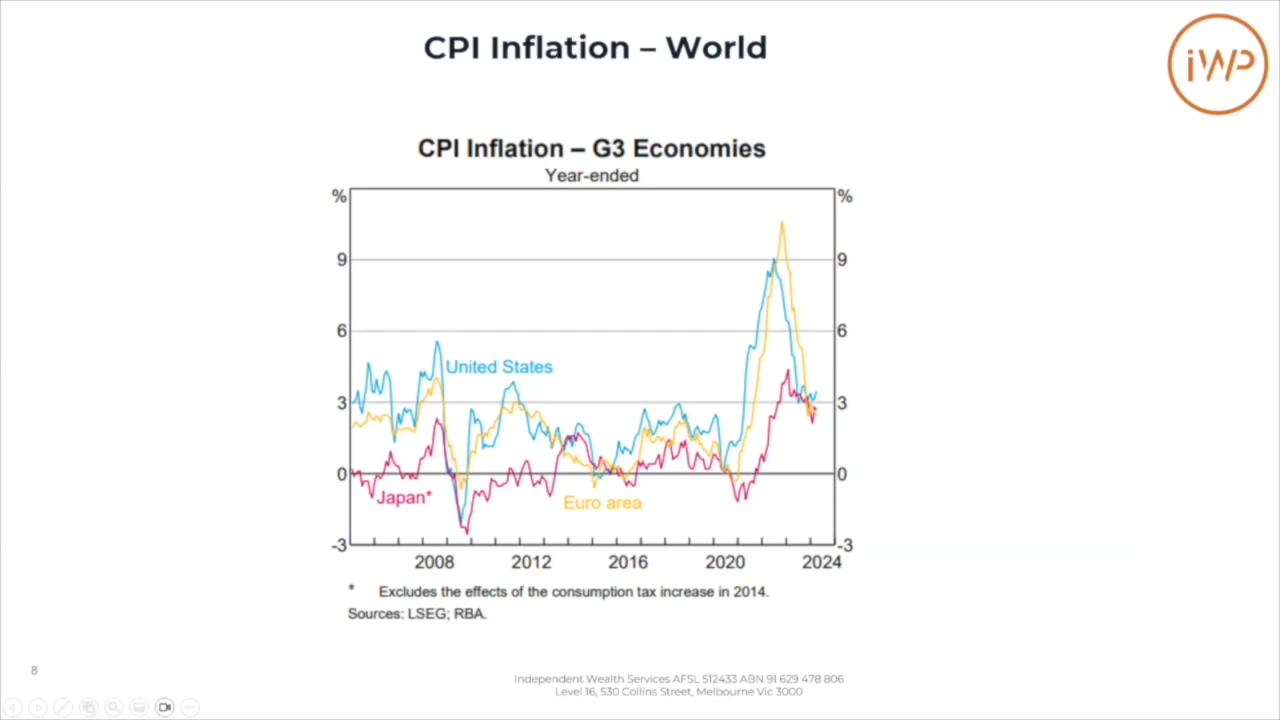 CPI Inflation – World
iWP
CPI Inflation – G3 Economies
Year-ended
% %
9 9
6 6
United States
3 3
0 0
Japan*
Euro area
-3 -3
2008 2012 2016 2020 2024
* Excludes the effects of the consumption tax increase in 2014.
Sources: LSEG; RBA.
8
Independent Wealth Services AFSL 512433 ABN 91 629 478 806
Level 16, 530 Collins Street, Melbourne Vic 3000